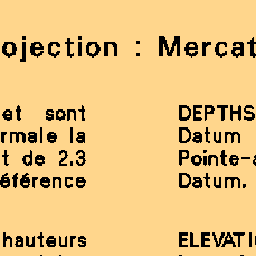 ojection : Mercat
et sont
rmale la
t de 2.3
éférence
hauteurs
DEPTHS
Datum
Pointe-a
Datum.
ELEVATI